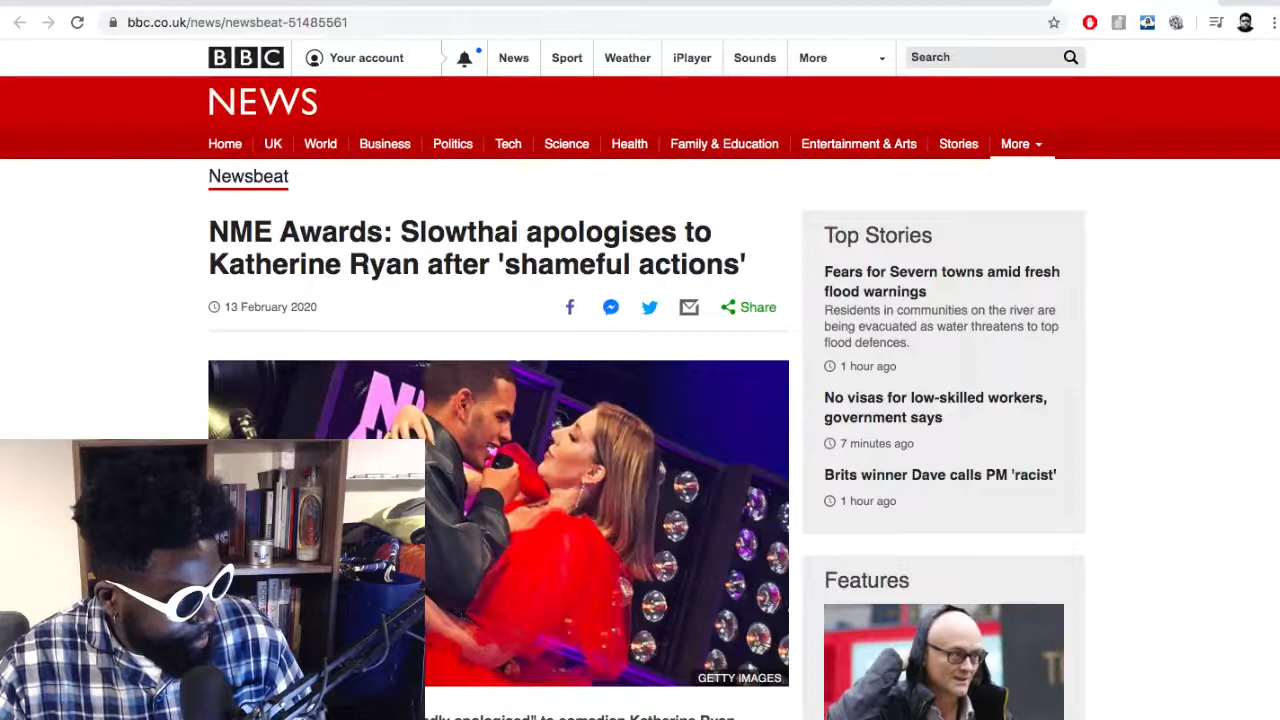 bbc.co.uk/news/newsbeat-51485561
BBC
Your account
News
Sport
Weather
iPlayer
Sounds
More
Search
NEWS
Home
UK
World
Business
Politics
Tech
Science
Health
Family & Education
Entertainment & Arts
Stories
More
Newsbeat
NME Awards: Slowthai apologises to
Katherine Ryan after 'shameful actions'
13 February 2020
Share
GETTY IMAGES
apologised" to comedian Katherine Ryan
Top Stories
Fears for Severn towns amid fresh
flood warnings
Residents in communities on the river are
being evacuated as water threatens to top
flood defences.
1 hour ago
No visas for low-skilled workers,
government says
7 minutes ago
Brits winner Dave calls PM 'racist'
1 hour ago
Features